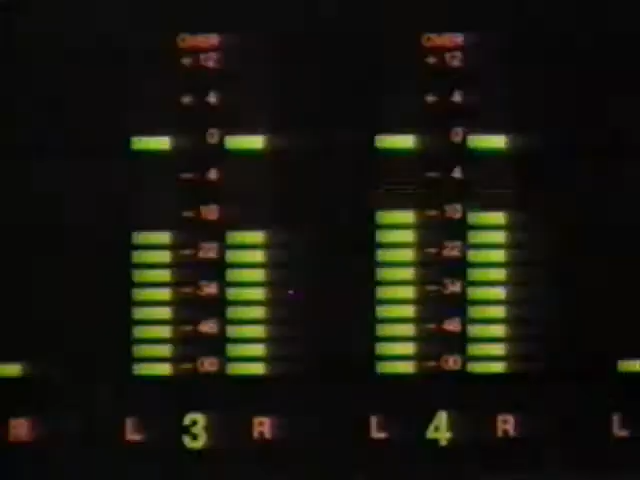 OVER OVER
+ 12 + 12
+ 4 + 4
0 0
- 4 - 4
- 10 - 10
- 22 - 22
- 34 - 34
- 46 - 46
- 00 - 00
R L 3 R L 4 R L